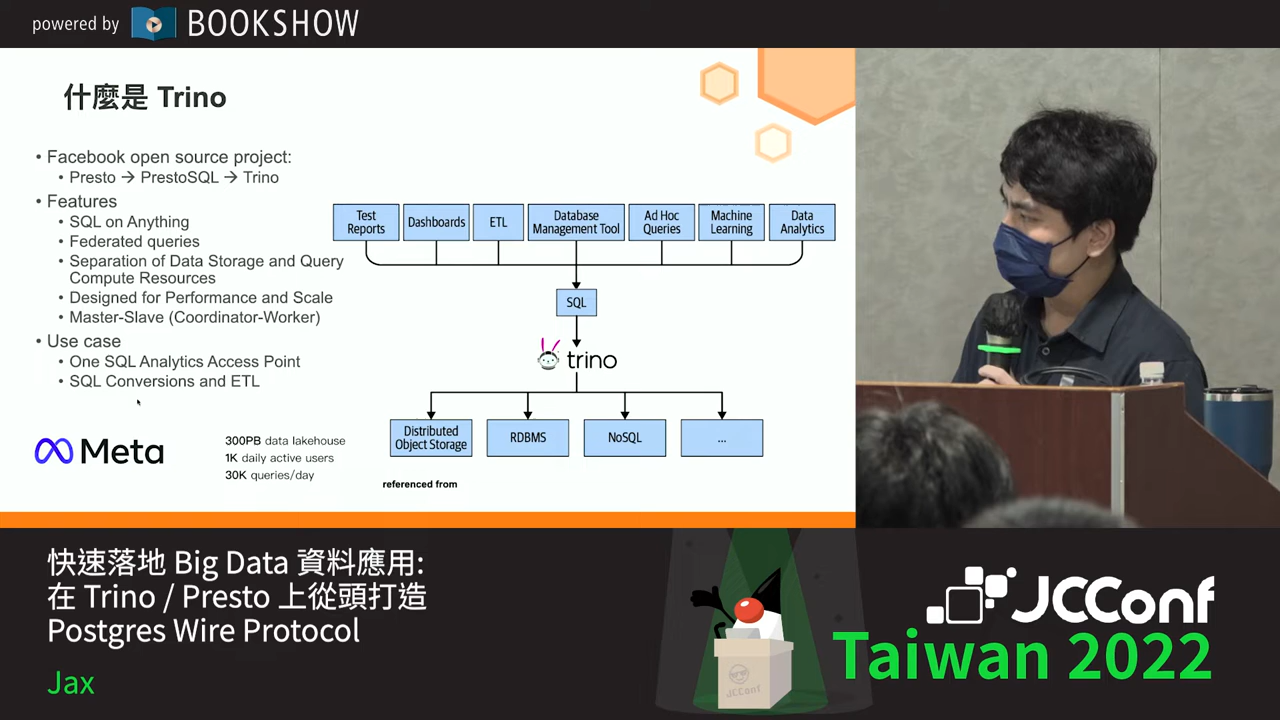 powered by BOOKSHOW
什麼是 Trino
• Facebook open source project:
• Presto → PrestoSQL → Trino
• Features
• SQL on Anything
• Federated queries
• Separation of Data Storage and Query
Compute Resources
• Designed for Performance and Scale
• Master-Slave (Coordinator-Worker)
• Use case
• One SQL Analytics Access Point
• SQL Conversions and ETL
Meta
300PB data lakehouse
1K daily active users
30K queries/day
Test
Reports
Dashboards
ETL
Database
Management Tool
Ad Hoc
Queries
Machine
Learning
Data
Analytics
SQL
trino
Distributed
Object Storage
RDBMS
NoSQL
...
referenced from
快速落地 Big Data 資料應用:
在 Trino / Presto 上從頭打造
Postgres Wire Protocol
Jax
JCConf
JCConf
Taiwan 2022